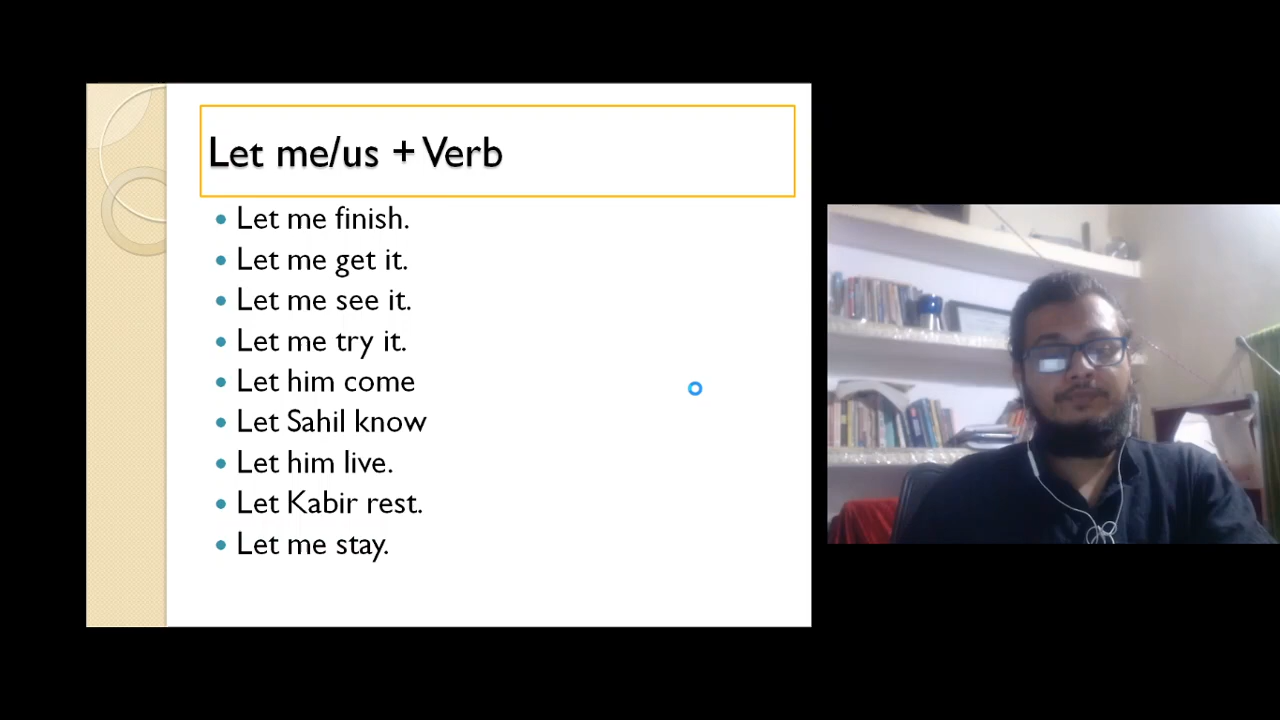 Let me/us + Verb
Let me finish.
Let me get it.
Let me see it.
Let me try it.
Let him come
Let Sahil know
Let him live.
Let Kabir rest.
Let me stay.